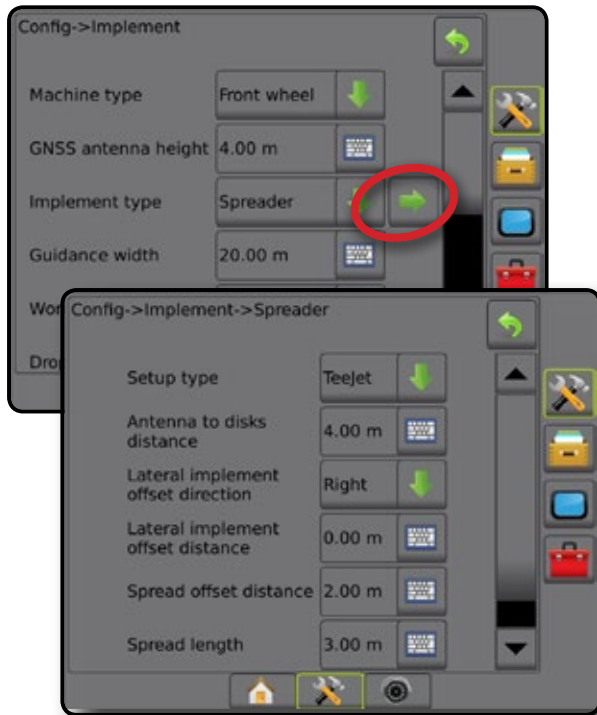 Config->Implement
Machine type Front wheel
GNSS antenna height 4.00 m
Implement type Spreader
Guidance width 20.00 m
Config->Implement->Spreader
Setup type TeeJet
Antenna to disks
distance 4.00 m
Lateral implement
offset direction Right
Lateral implement
offset distance 0.00 m
Spread offset distance 2.00 m
Spread length 3.00 m